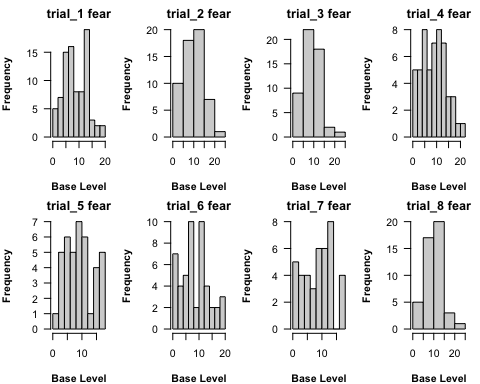 trial_1 fear
trial_2 fear
trial_3 fear
trial_4 fear
Frequency
0 5 10 15
Frequency
0 5 10 15 20
Frequency
0 5 10 15 20
Frequency
0 2 4 6 8
0 10 20
0 10 20
0 10 20
0 10 20
Base Level
Base Level
Base Level
Base Level
trial_5 fear
trial_6 fear
trial_7 fear
trial_8 fear
Frequency
0 1 2 3 4 5 6 7
Frequency
0 2 4 6 8 10
Frequency
0 2 4 6 8
Frequency
0 5 10 15 20
0 10
0 10 20
0 10
0 10 20
Base Level
Base Level
Base Level
Base Level